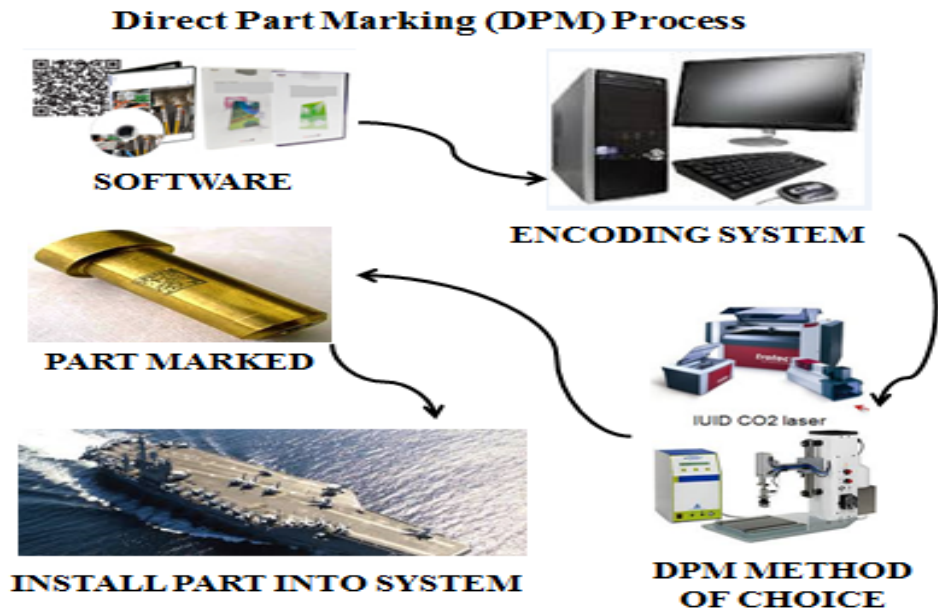 Direct Part Marking (DPM) Process
SOFTWARE
ENCODING SYSTEM
trotec
IUID CO2 laser
DPM METHOD
OF CHOICE
PART MARKED
INSTALL PART INTO SYSTEM